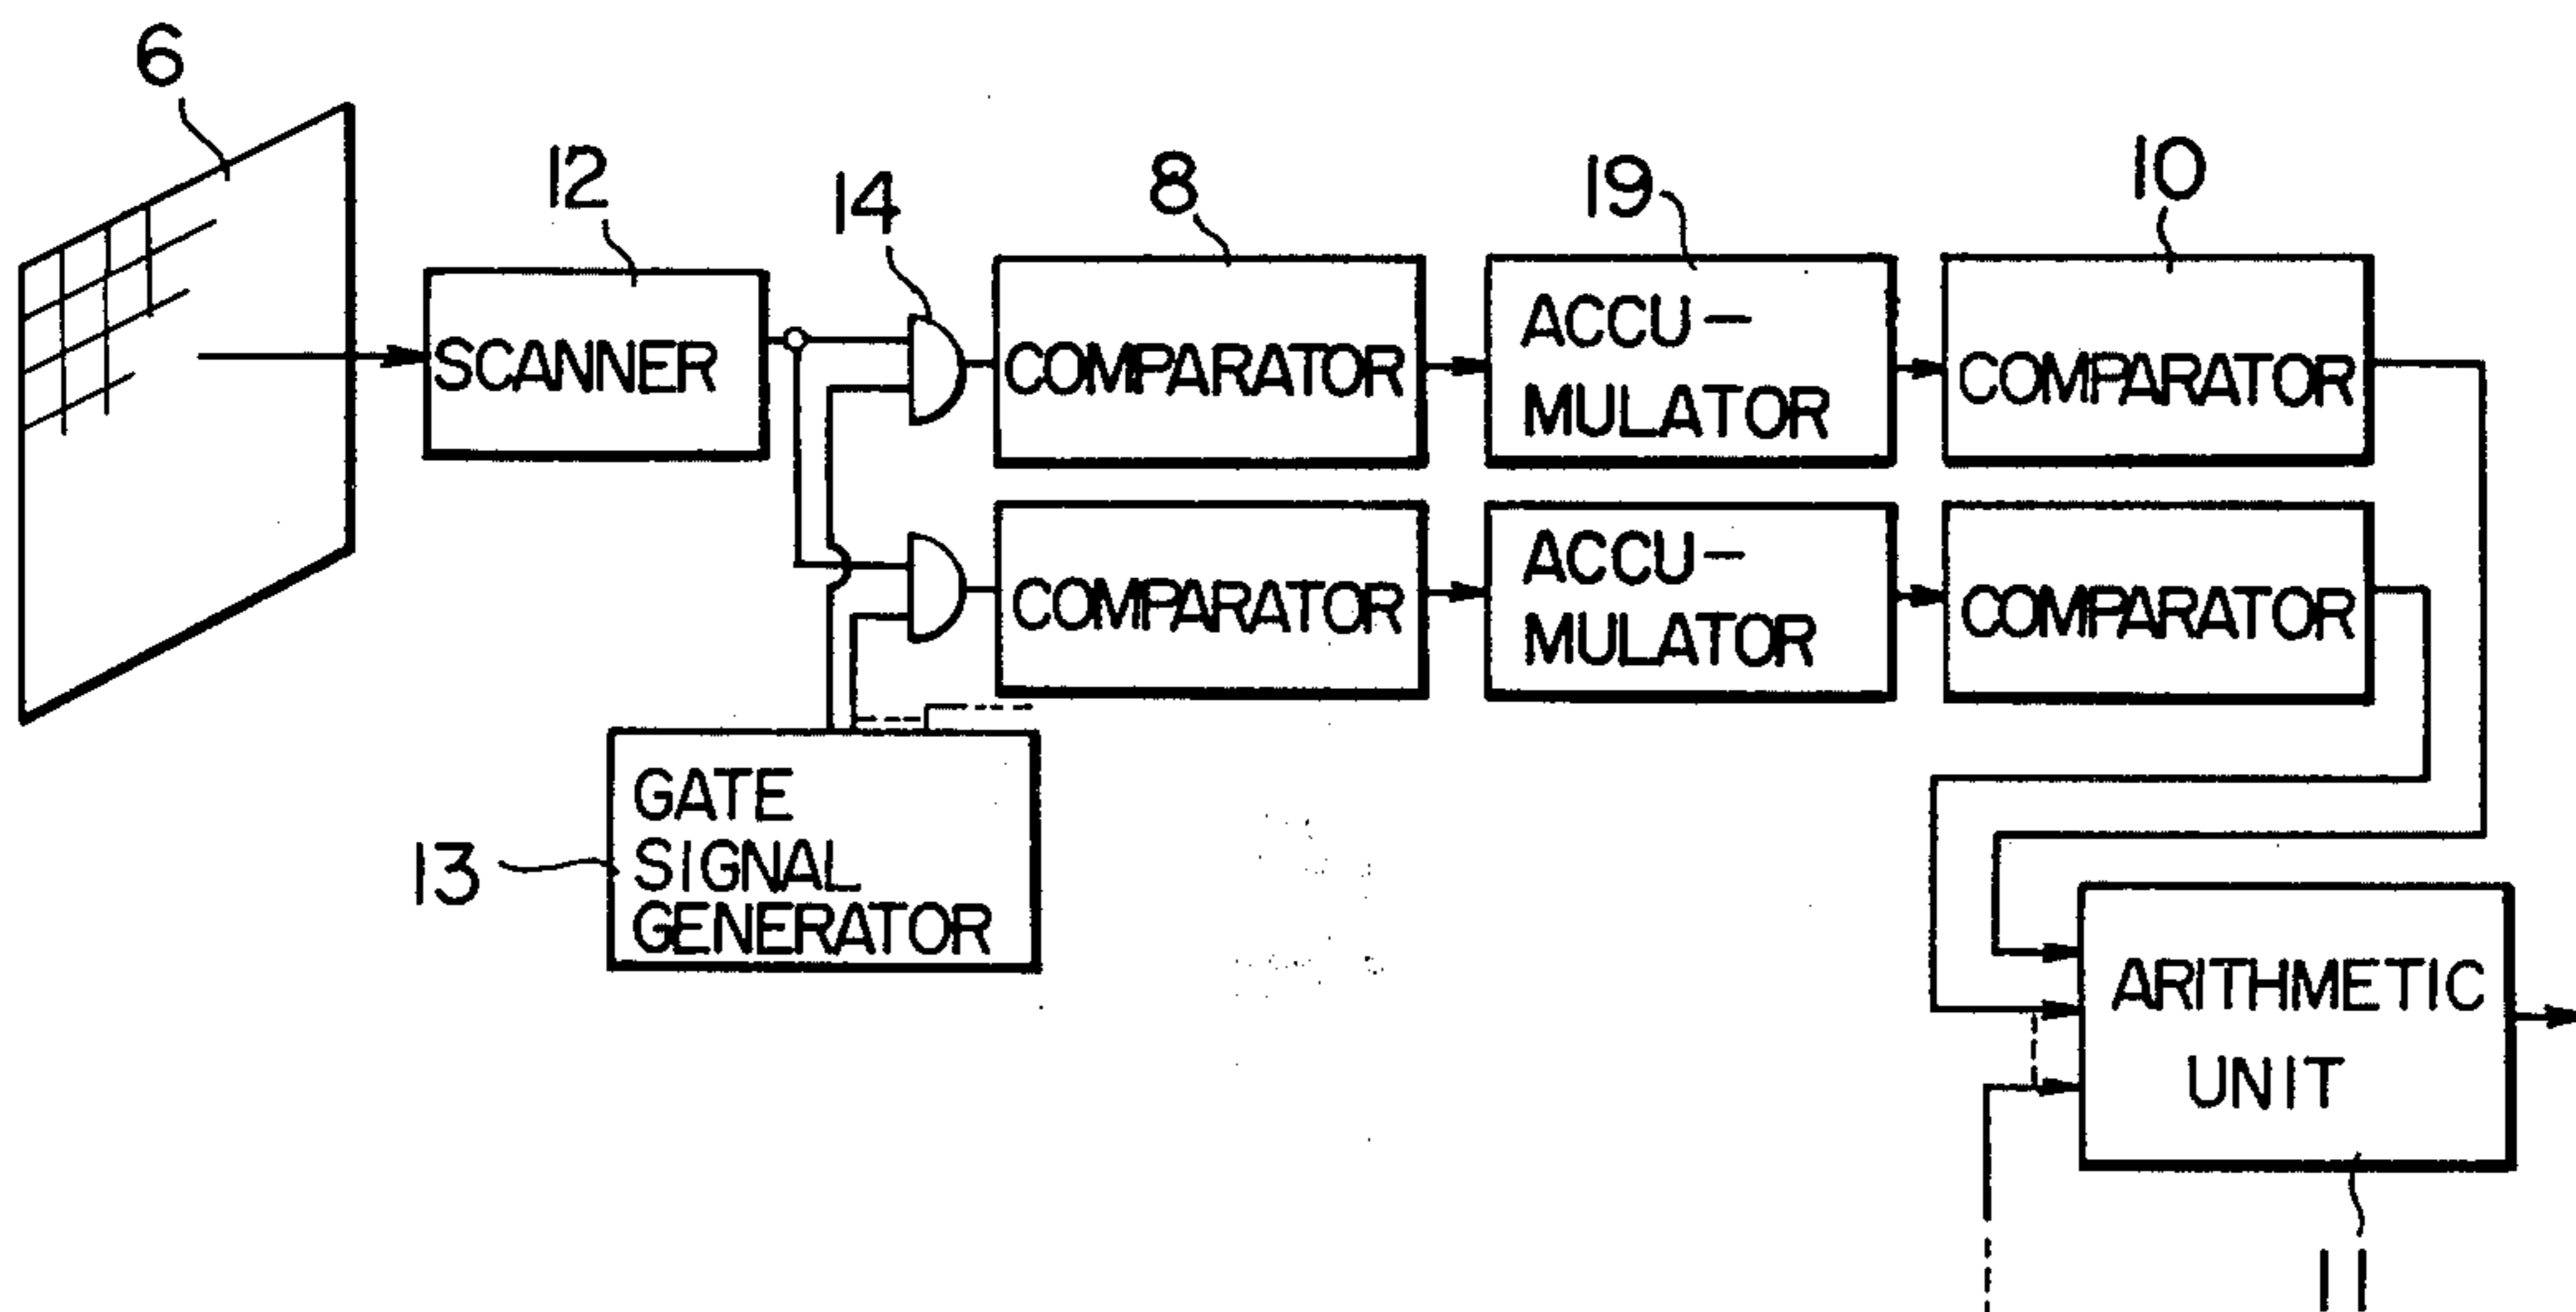 6
12
14
8
19
10
SCANNER
COMPARATOR
ACCU-
MULATOR
COMPARATOR
COMPARATOR
ACCU-
MULATOR
COMPARATOR
13
GATE
SIGNAL
GENERATOR
ARITHMETIC
UNIT
11